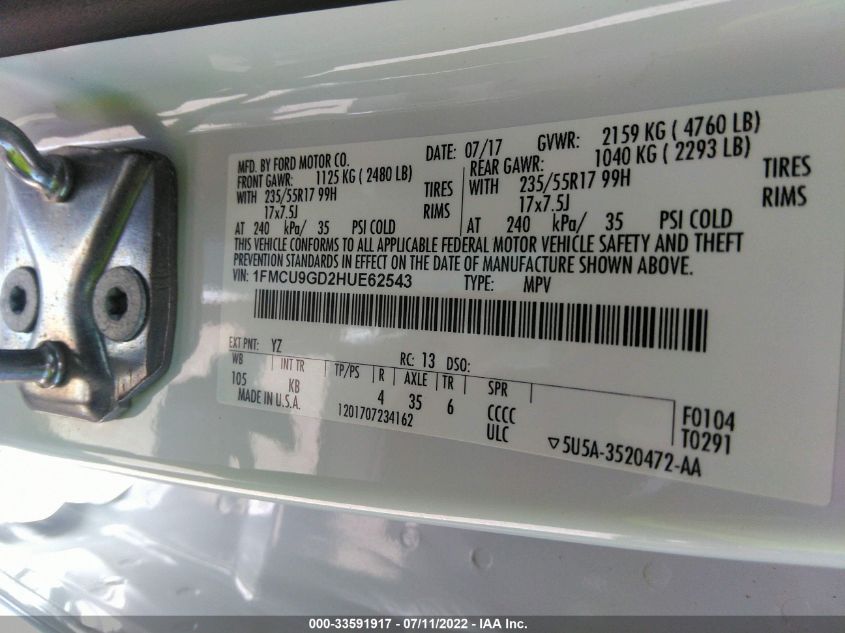 MFD. BY FORD MOTOR CO. DATE: 07/17 GVWR: 2159 KG ( 4760 LB)
FRONT GAWR: 1125 KG ( 2480 LB) REAR GAWR: 1040 KG ( 2293 LB)
WITH 235/55R17 99H TIRES WITH 235/55R17 99H TIRES
17x7.5J RIMS 17x7.5J RIMS
AT 240 kPa/ 35 PSI COLD AT 240 kPa/ 35 PSI COLD
THIS VEHICLE CONFORMS TO ALL APPLICABLE FEDERAL MOTOR VEHICLE SAFETY AND THEFT
PREVENTION STANDARDS IN EFFECT ON THE DATE OF MANUFACTURE SHOWN ABOVE.
VIN: 1FMCU9GD2HUE62543 TYPE: MPV
EXT PNT: YZ RC: 13 DSO:
WB INT TR TP/PS R AXLE TR SPR
105 KB 4 35 6 CCCC F0104
MADE IN U.S.A. 1201707234162 ULC T0291
▽5U5A-3520472-AA
000-33591917 - 07/11/2022 - IAA Inc.